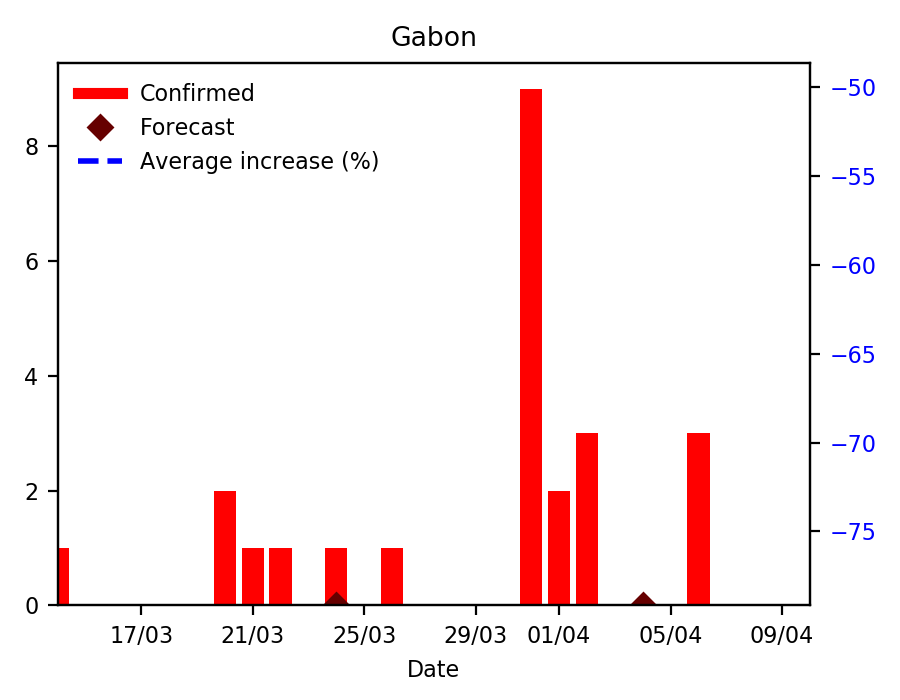 Gabon
Confirmed
Forecast
Average increase (%)
8
6
4
2
0
−50
−55
−60
−65
−70
−75
17/03 21/03 25/03 29/03 01/04 05/04 09/04
Date